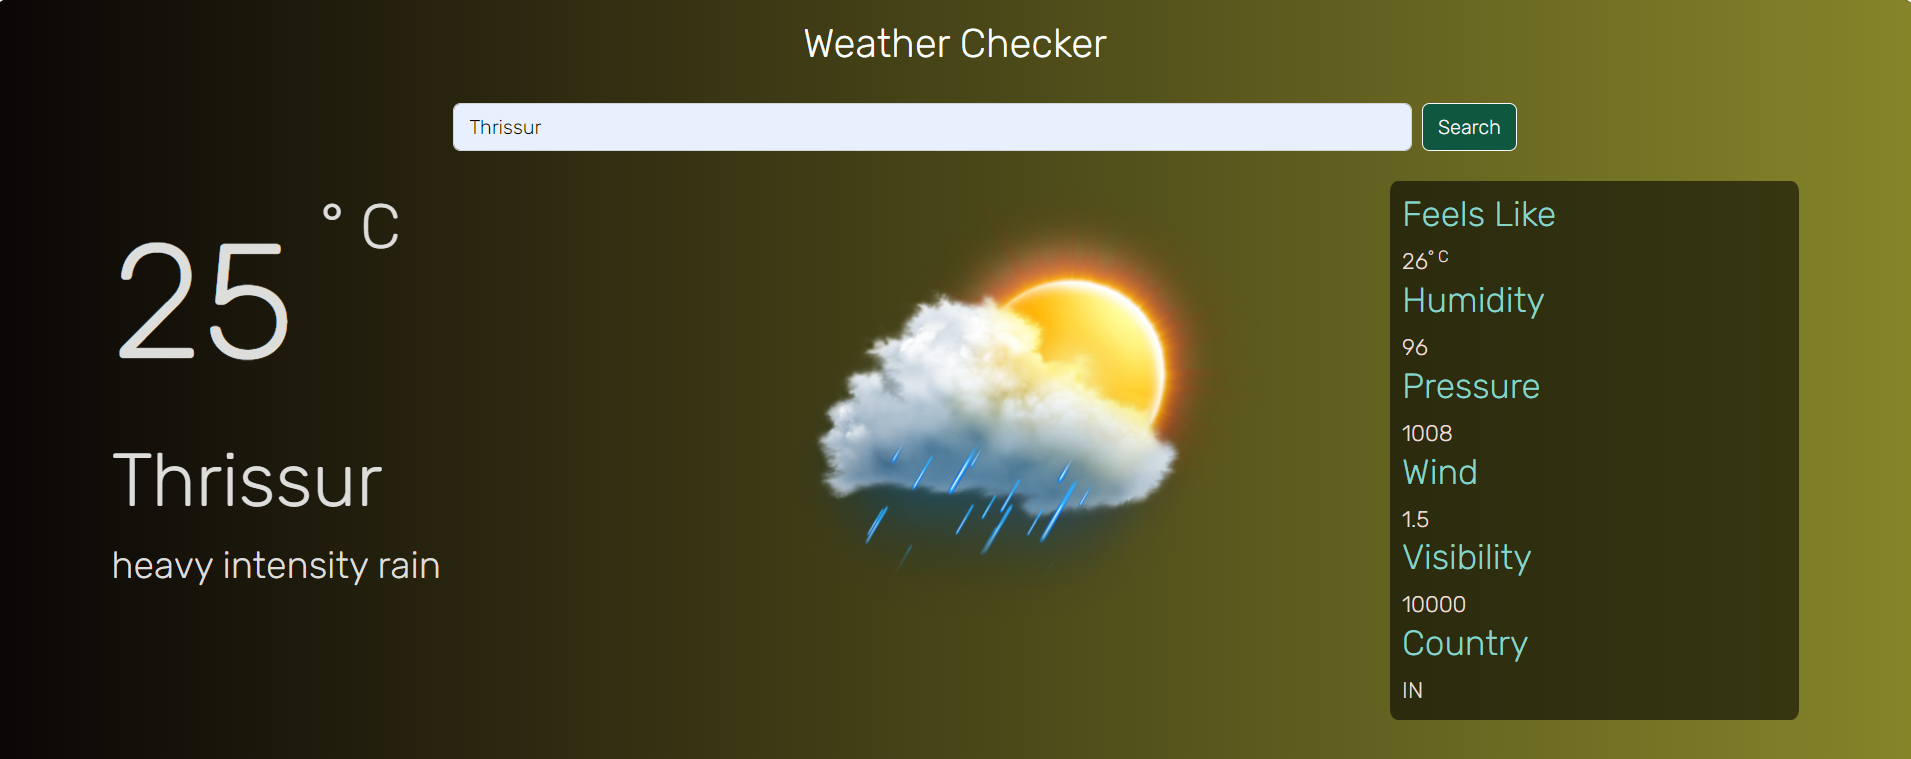 Weather Checker
Thrissur
Search
25 ° C
Thrissur
heavy intensity rain
Feels Like
26° C
Humidity
96
Pressure
1008
Wind
1.5
Visibility
10000
Country
IN